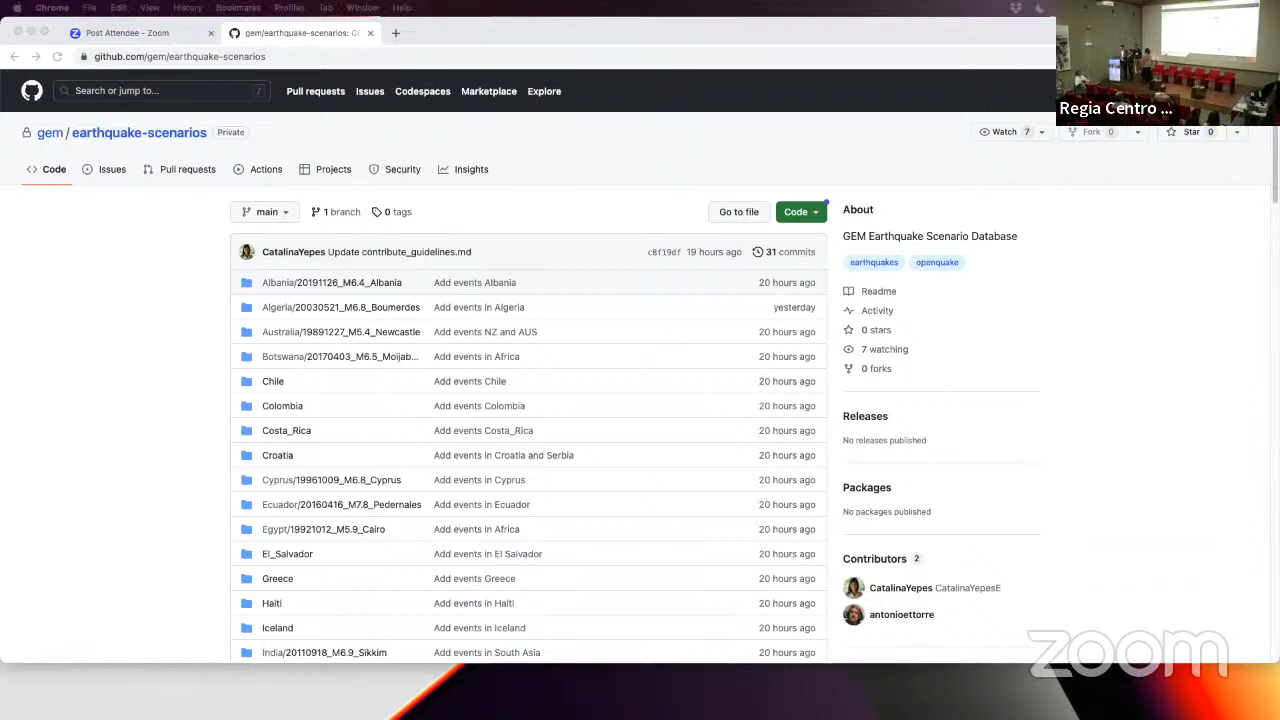 Chrome File Edit View History Bookmarks Profiles Tab Window Help
Post Attendee - Zoom
gem/earthquake-scenarios: G
github.com/gem/earthquake-scenarios
Search or jump to... /
Pull requests Issues Codespaces Marketplace Explore
Regia Centro ...
gem / earthquake-scenarios Private
Watch 7 Fork 0 Star 0
Code Issues Pull requests Actions Projects Security Insights
main 1 branch 0 tags Go to file Code
CatalinaYepes Update contribute_guidelines.md c8f19df 19 hours ago 31 commits
Albania/20191126_M6.4_Albania Add events Albania 20 hours ago
Algeria/20030521_M6.8_Boumerdes Add events in Algeria yesterday
Australia/19891227_M5.4_Newcastle Add events NZ and AUS 20 hours ago
Botswana/20170403_M6.5_Moijab... Add events in Africa 20 hours ago
Chile Add events Chile 20 hours ago
Colombia Add events Colombia 20 hours ago
Costa_Rica Add events Costa_Rica 20 hours ago
Croatia Add events in Croatia and Serbia 20 hours ago
Cyprus/19961009_M6.8_Cyprus Add events in Cyprus 20 hours ago
Ecuador/20160416_M7.8_Pedernales Add events in Ecuador 20 hours ago
Egypt/19921012_M5.9_Cairo Add events in Africa 20 hours ago
El_Salvador Add events in El Salvador 20 hours ago
Greece Add events Greece 20 hours ago
Haiti Add events in Haiti 20 hours ago
Iceland Add events in Iceland 20 hours ago
India/20110918_M6.9_Sikkim Add events in South Asia 20 hours ago
About
GEM Earthquake Scenario Database
earthquakes openquake
Readme
Activity
0 stars
7 watching
0 forks
Releases
No releases published
Packages
No packages published
Contributors 2
CatalinaYepes CatalinaYepesE
antonioettorre
zoom